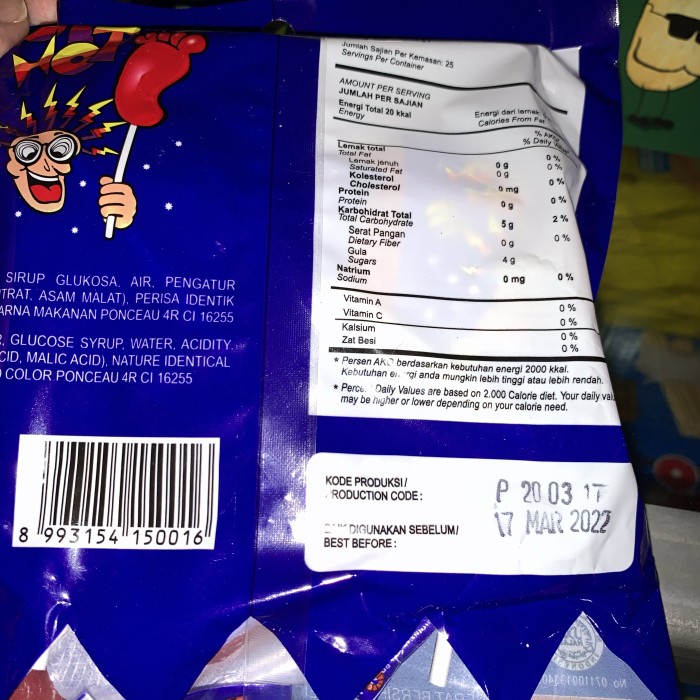 HOT
SIRUP GLUKOSA, AIR, PENGATUR
TRAT, ASAM MALAT), PERISA IDENTIK
ARNA MAKANAN PONCEAU 4R CI 16255
R, GLUCOSE SYRUP, WATER, ACIDITY,
CID, MALIC ACID), NATURE IDENTICAL
D COLOR PONCEAU 4R CI 16255
8 993154 150016
Jumlah Sajian Per Kemasan: 25
Servings Per Container
AMOUNT PER SERVING
JUMLAH PER SAJIAN
Energi Total 20 kkal Energi dari lemak
Energy Calories From Fat
% AKG
% Daily
Lemak total 0 g 0 %
Total Fat
Lemak jenuh 0 g 0 %
Saturated Fat
Kolesterol 0 mg 0 %
Cholesterol
Protein 0 g 0 %
Protein
Karbohidrat Total 5 g 2 %
Total Carbohydrate
Serat Pangan 0 g 0 %
Dietary Fiber
Gula 4 g
Sugars
Natrium 0 mg 0 %
Sodium
Vitamin A 0 %
Vitamin C 0 %
Kalsium 0 %
Zat Besi 0 %
* Persen AKG berdasarkan kebutuhan energi 2000 kkal.
Kebutuhan energi anda mungkin lebih tinggi atau lebih rendah.
* Percent Daily Values are based on 2.000 Calorie diet. Your daily
may be higher or lower depending on your calorie need.
KODE PRODUKSI / P 20 03 17
PRODUCTION CODE :
DIGUNAKAN SEBELUM / 17 MAR 2022
BEST BEFORE :